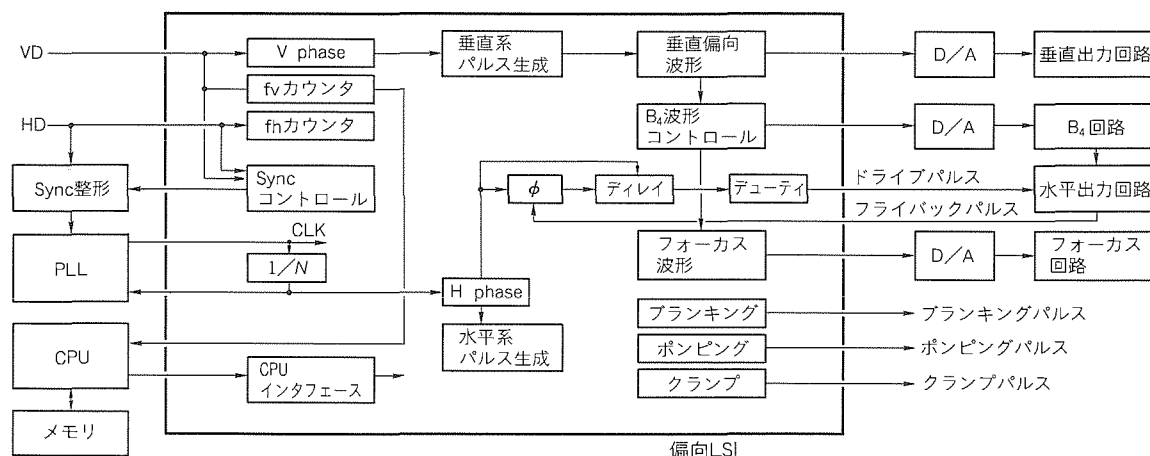 VD
HD
V phase
fvカウンタ
fhカウンタ
Sync整形
Sync
コントロール
PLL
CLK
1/N
CPU
CPU
インタフェース
メモリ
垂直系
パルス生成
φ
ディレイ
デューティ
H phase
水平系
パルス生成
垂直偏向
波形
B₄波形
コントロール
フォーカス
波形
ブランキング
ポンピング
クランプ
偏向LSI
D/A
垂直出力回路
D/A
B₄回路
ドライブパルス
フライバックパルス
水平出力回路
D/A
フォーカス
回路
ブランキングパルス
ポンピングパルス
クランプパルス